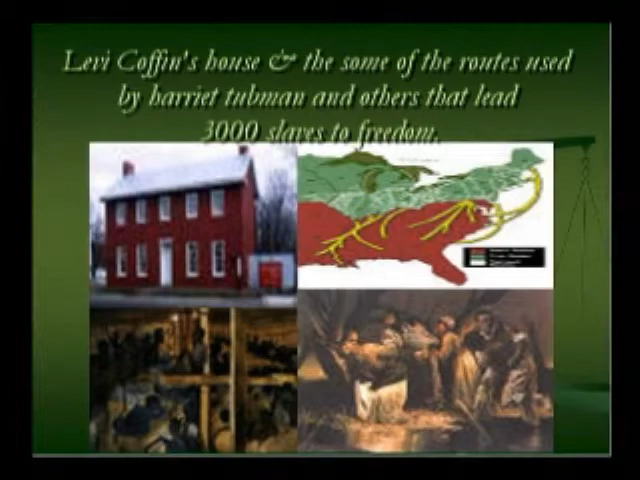 Levi Coffin's house & the some of the routes used
by harriet tubman and others that lead
3000 slaves to freedom.